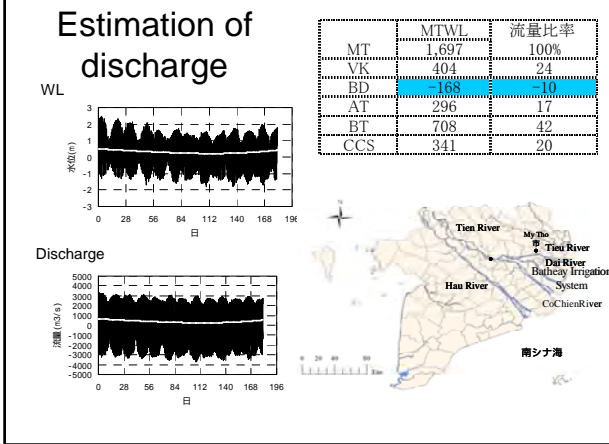 Estimation of
discharge
WL
3
2
1
0
-1
-2
-3
水位(m)
0 28 56 84 112 140 168 196
日
Discharge
5000
4000
3000
2000
1000
0
-1000
-2000
-3000
-4000
-5000
流量(m3/s)
0 28 56 84 112 140 168 196
日
MTWL 流量比率
MT 1,697 100%
VK 404 24
BD -168 -10
AT 296 17
BT 708 42
CCS 341 20
Tien River
My Tho
市
Tieu River
Dai River
Batheay Irrigation
System
Hau River
CoChienRiver
南シナ海